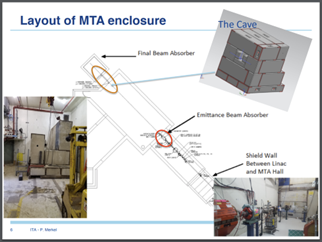 Layout of MTA enclosure
The Cave
Final Beam Absorber
Emittance Beam Absorber
Shield Wall
Between Linac
and MTA Hall
ITA - P. Merkel